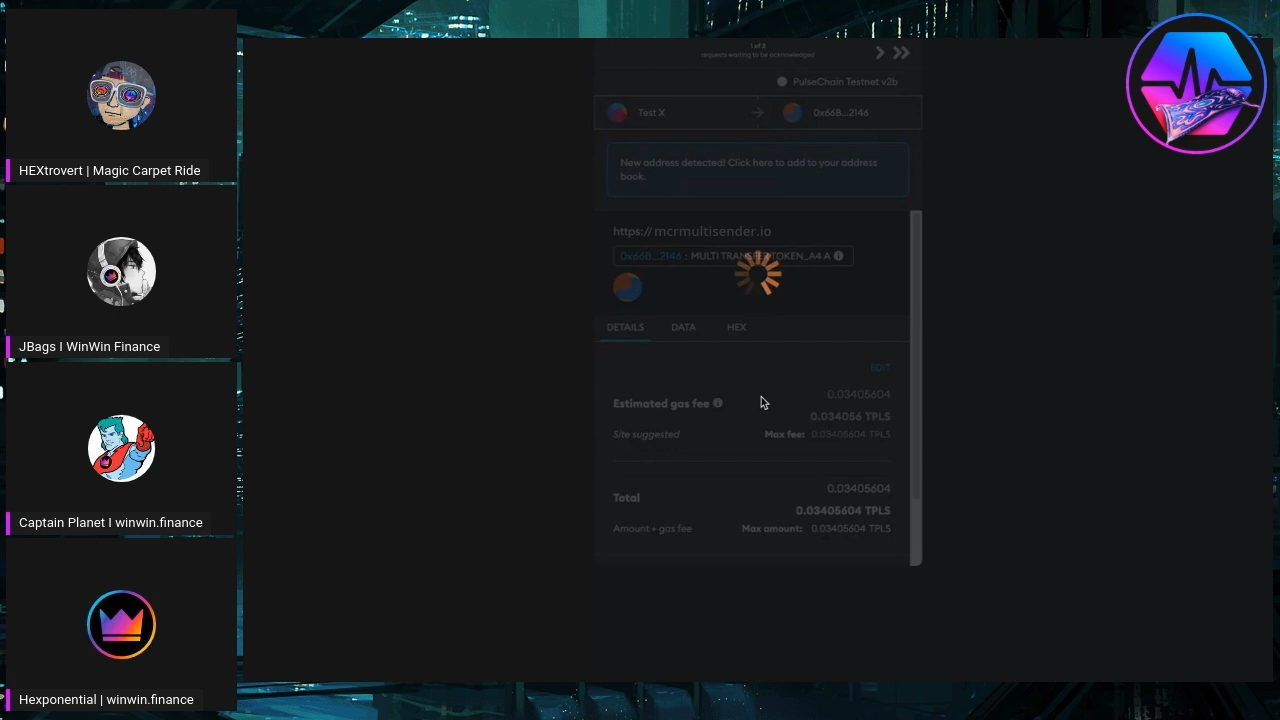 HEXtrovert | Magic Carpet Ride
JBags I WinWin Finance
Captain Planet I winwin.finance
Hexponential | winwin.finance
1 of 2
requests waiting to be acknowledged
PulseChain Testnet v2b
Test X
0x66B...2146
New address detected! Click here to add to your address
book.
https:// mcrmultisender.io
0x66B...2146 : MULTI TRANSFER TOKEN_A4 A
DETAILS DATA HEX
EDIT
0.03405604
Estimated gas fee
0.034056 TPLS
Site suggested
Max fee: 0.03405604 TPLS
0.03405604
Total
0.03405604 TPLS
Amount + gas fee
Max amount: 0.03405604 TPLS